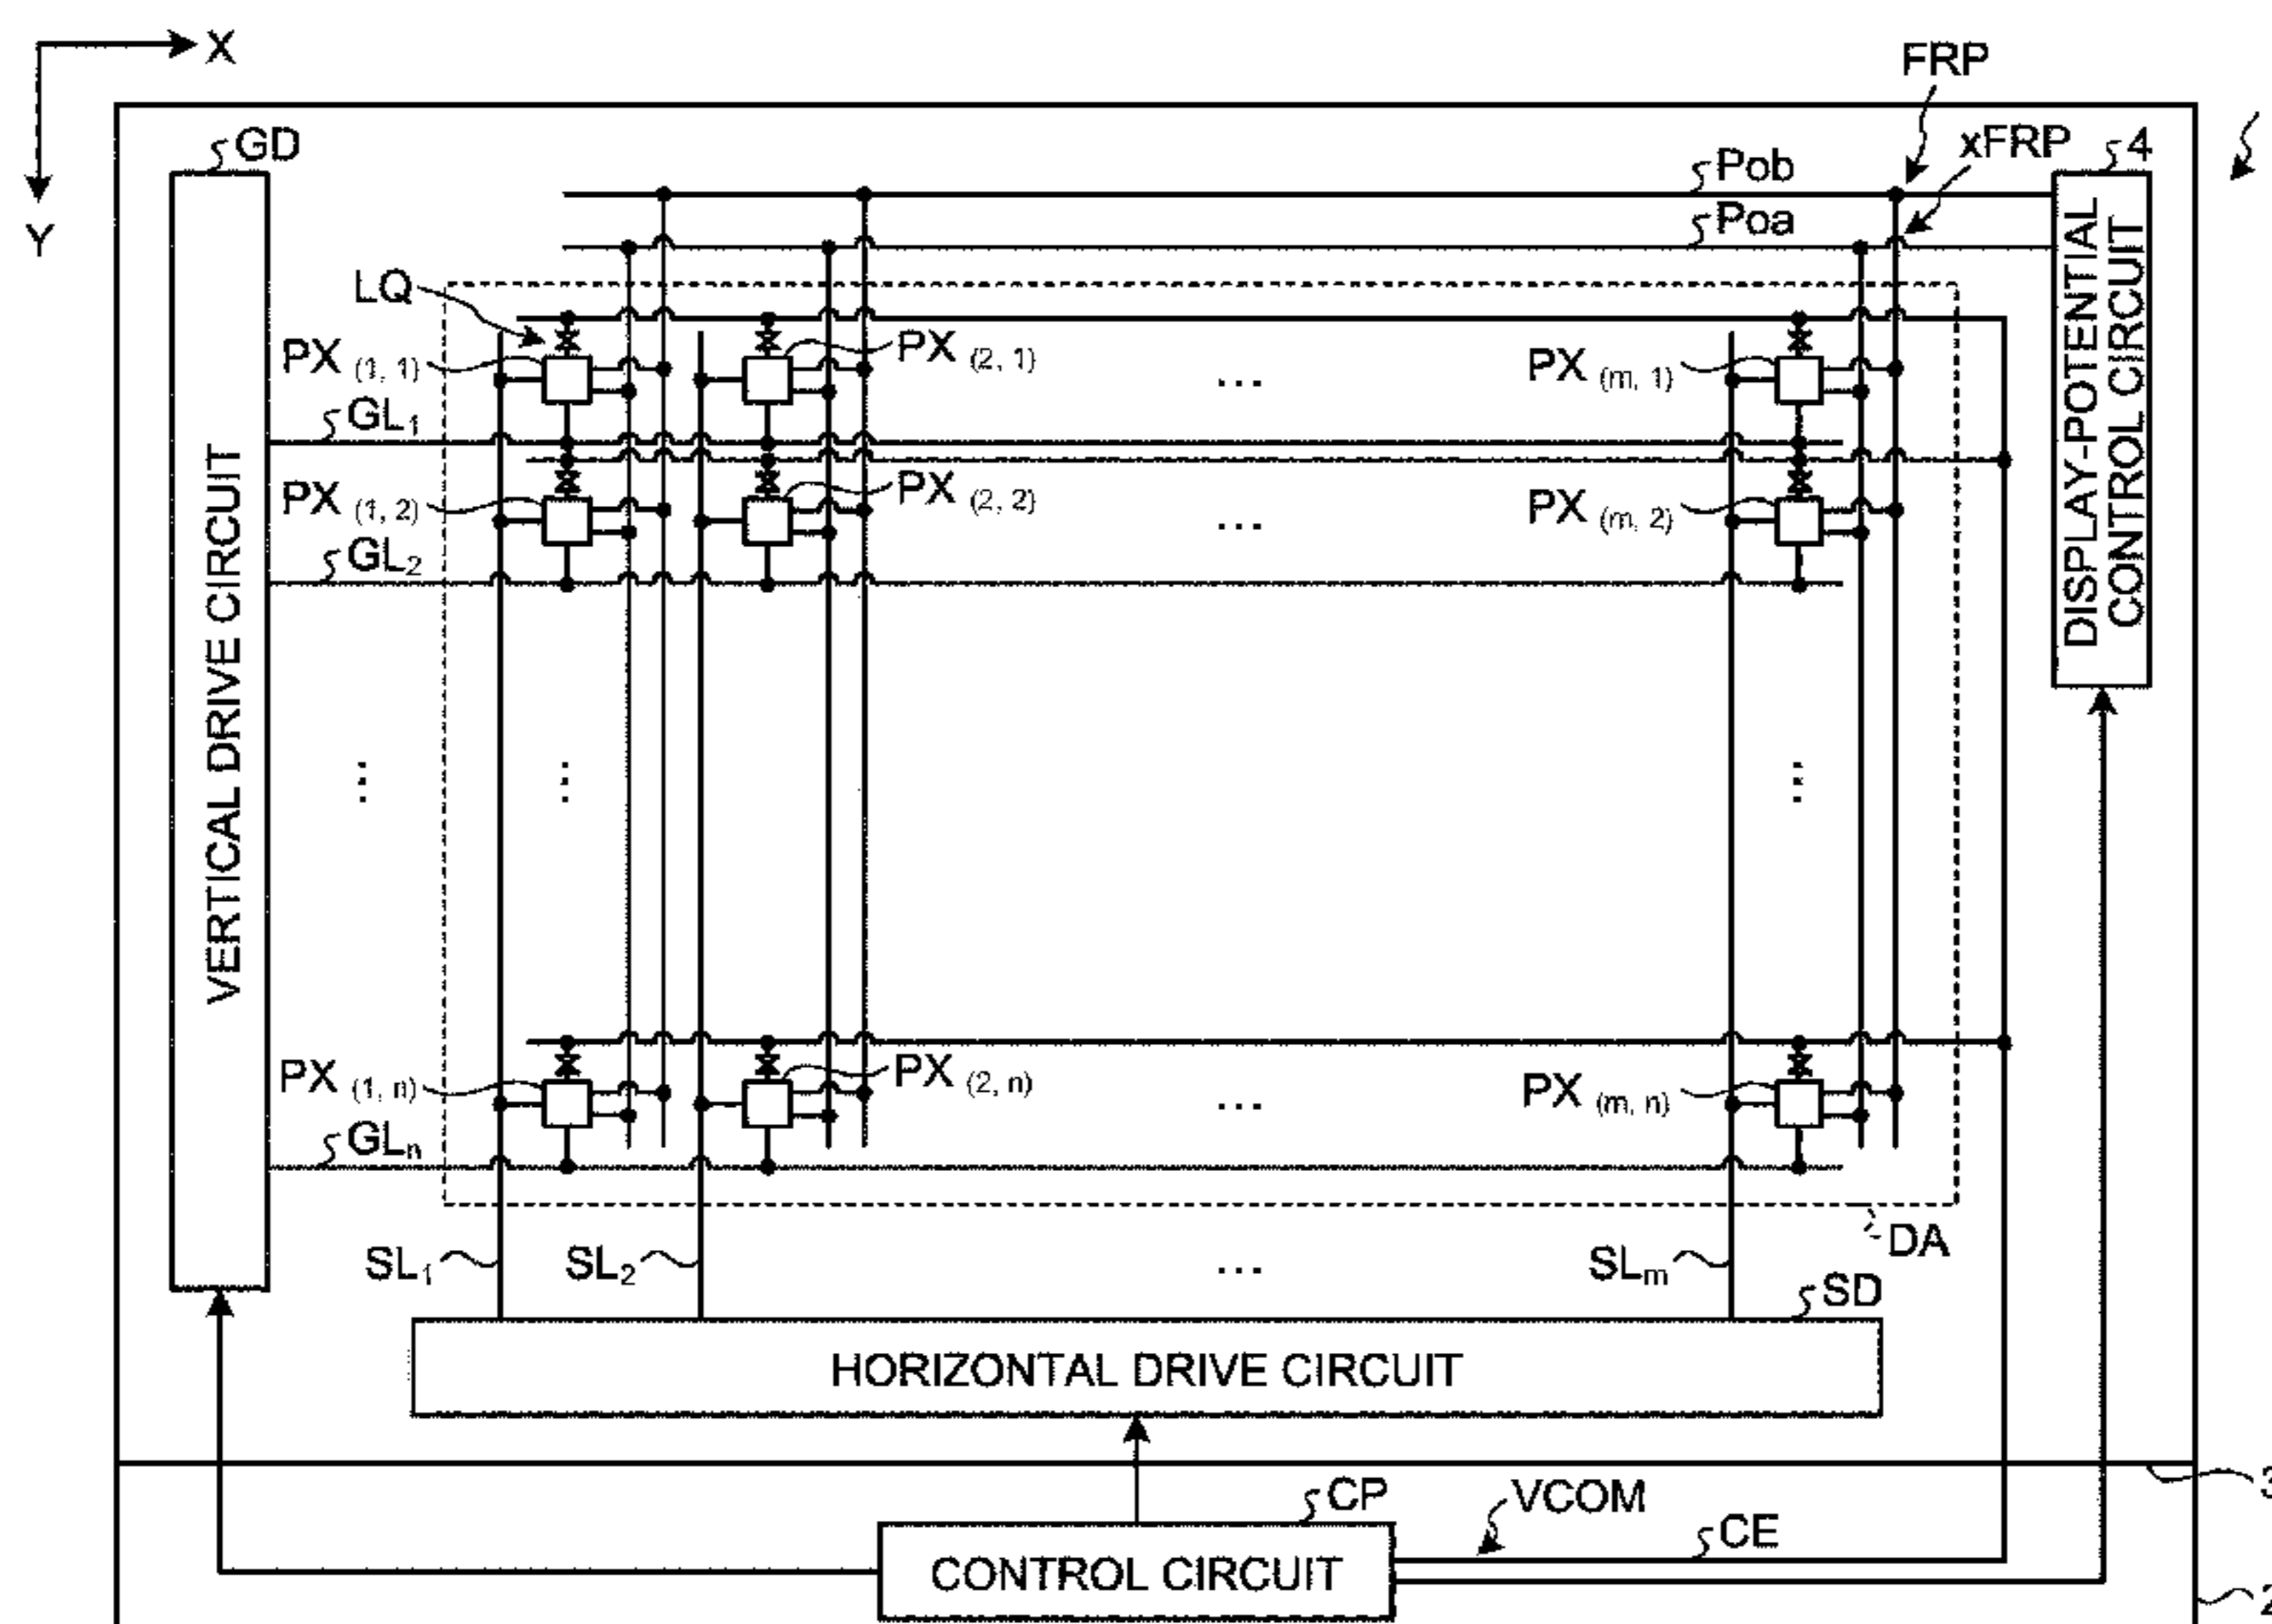 X
Y
FRP
xFRP
GD
Pob
Poa
4
LQ
PX (1, 1)
PX (2, 1)
...
PX (m, 1)
GL1
PX (1, 2)
PX (2, 2)
...
PX (m, 2)
GL2
VERTICAL DRIVE CIRCUIT
DISPLAY-POTENTIAL
CONTROL CIRCUIT
PX (1, n)
PX (2, n)
...
PX (m, n)
GLn
DA
SL1
SL2
...
SLm
SD
HORIZONTAL DRIVE CIRCUIT
3
CP
VCOM
CE
CONTROL CIRCUIT
2